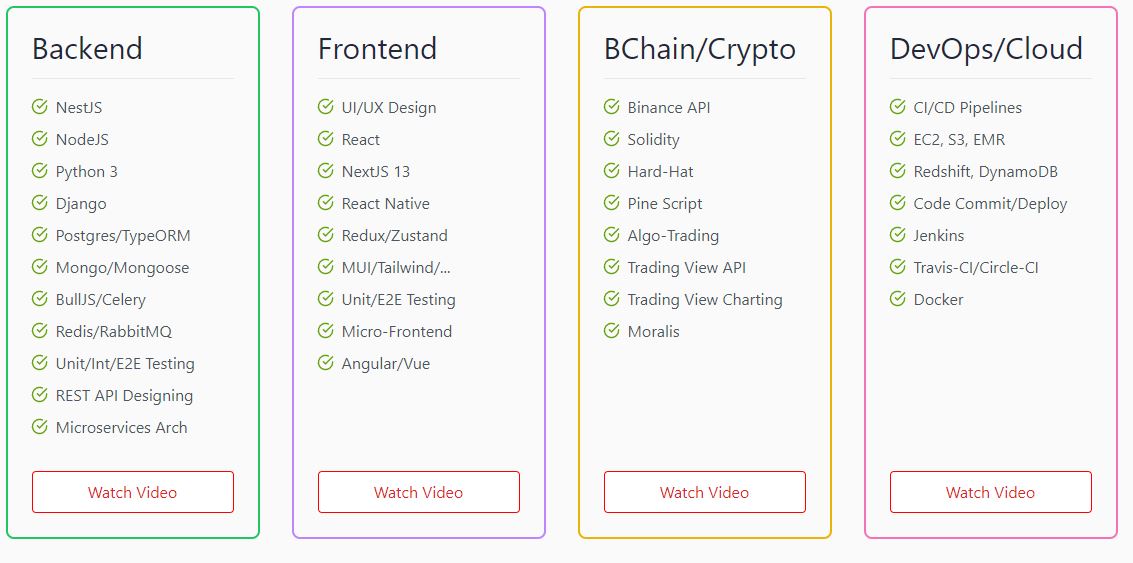 Backend
NestJS
NodeJS
Python 3
Django
Postgres/TypeORM
Mongo/Mongoose
BullJS/Celery
Redis/RabbitMQ
Unit/Int/E2E Testing
REST API Designing
Microservices Arch
Watch Video
Frontend
UI/UX Design
React
NextJS 13
React Native
Redux/Zustand
MUI/Tailwind/...
Unit/E2E Testing
Micro-Frontend
Angular/Vue
Watch Video
BChain/Crypto
Binance API
Solidity
Hard-Hat
Pine Script
Algo-Trading
Trading View API
Trading View Charting
Moralis
Watch Video
DevOps/Cloud
CI/CD Pipelines
EC2, S3, EMR
Redshift, DynamoDB
Code Commit/Deploy
Jenkins
Travis-CI/Circle-CI
Docker
Watch Video